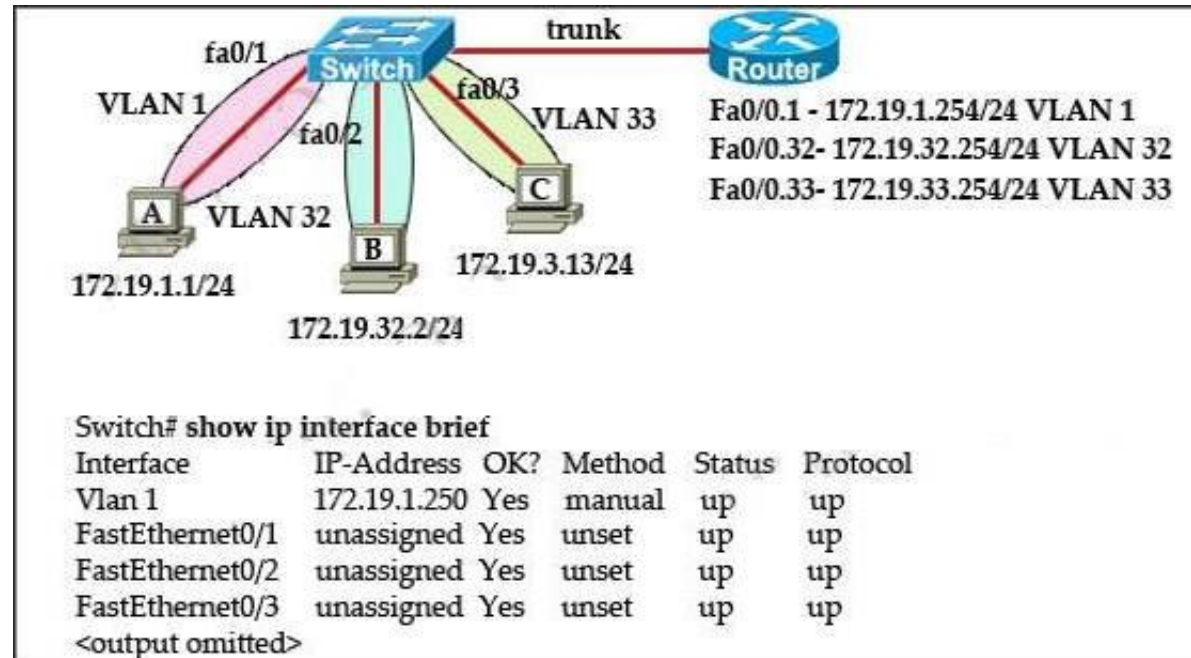 trunk
fa0/1
Switch
Router
fa0/3
VLAN 1
VLAN 33
fa0/2
Fa0/0.1 - 172.19.1.254/24 VLAN 1
Fa0/0.32- 172.19.32.254/24 VLAN 32
Fa0/0.33- 172.19.33.254/24 VLAN 33
A
VLAN 32
C
B
172.19.3.13/24
172.19.1.1/24
172.19.32.2/24
Switch# show ip interface brief
Interface IP-Address OK? Method Status Protocol
Vlan 1 172.19.1.250 Yes manual up up
FastEthernet0/1 unassigned Yes unset up up
FastEthernet0/2 unassigned Yes unset up up
FastEthernet0/3 unassigned Yes unset up up
<output omitted>